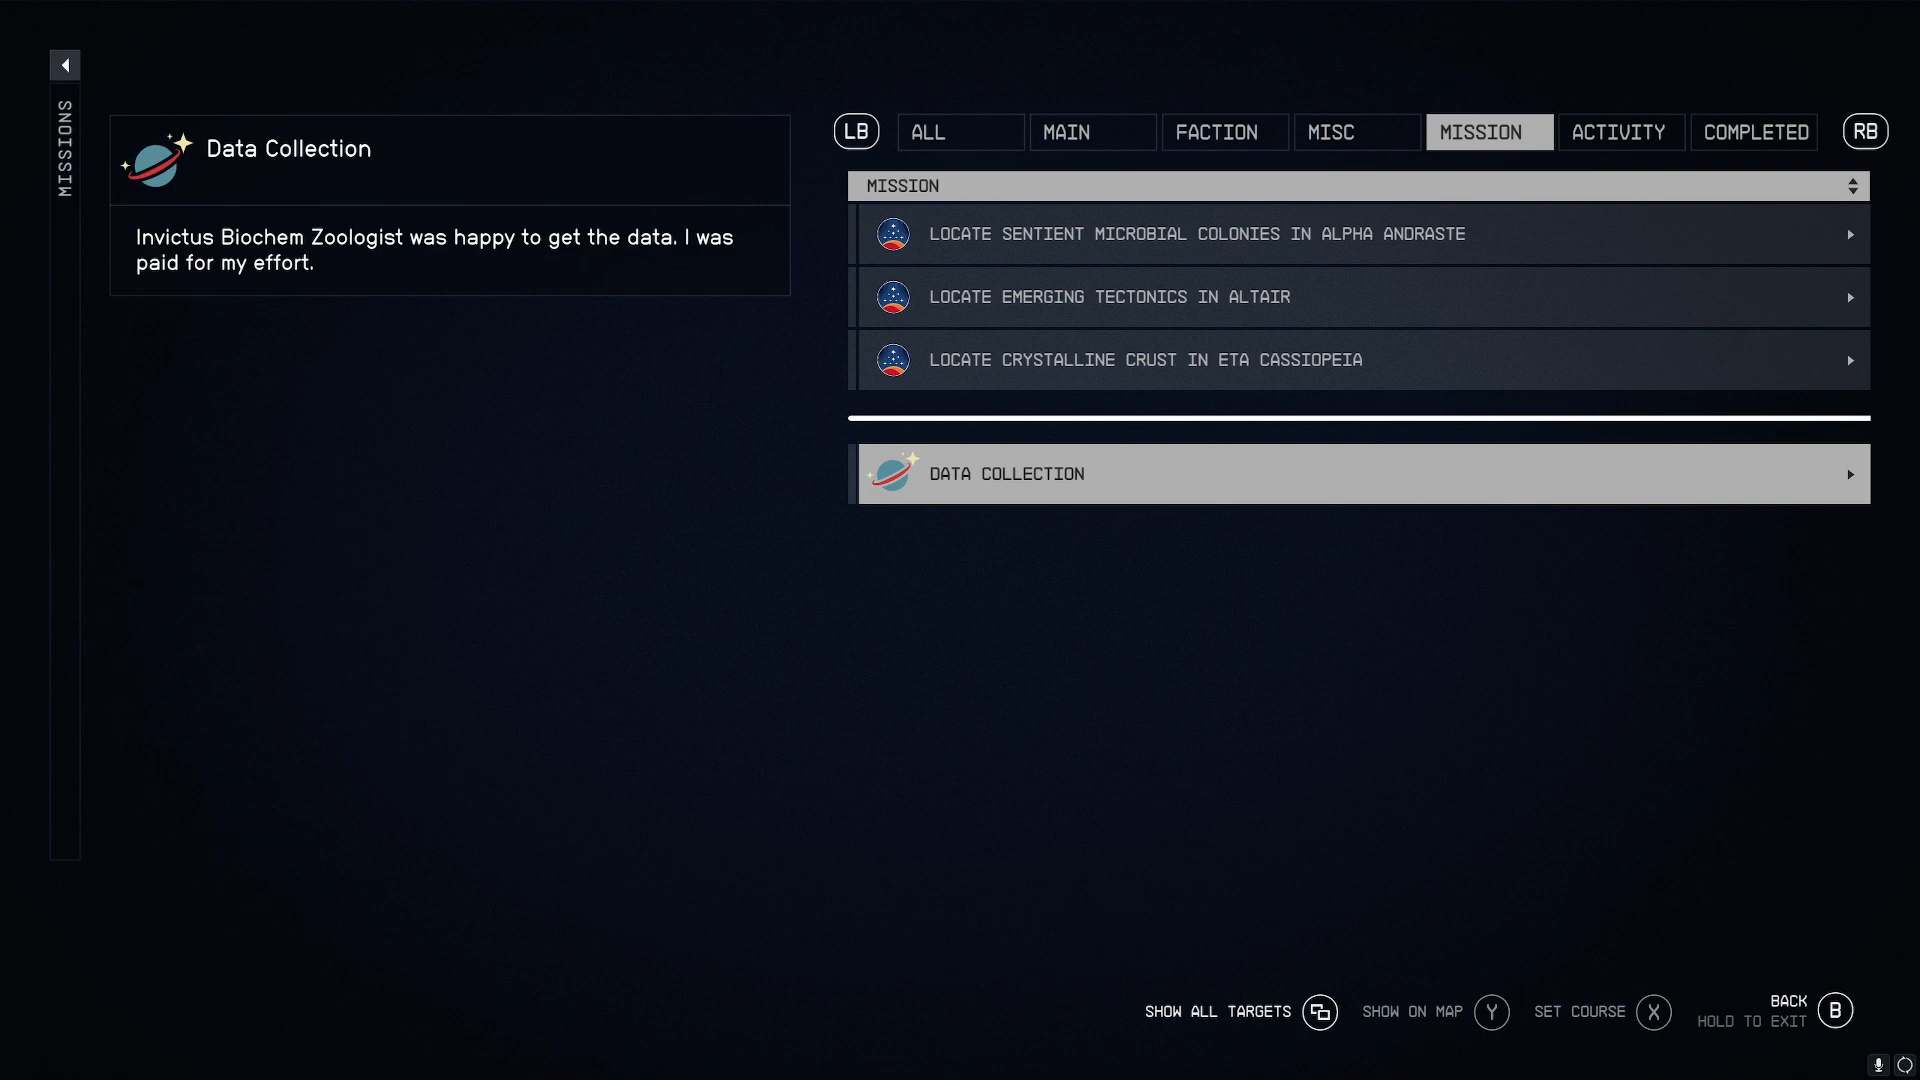 MISSIONS
Data Collection
Invictus Biochem Zoologist was happy to get the data. I was
paid for my effort.
LB ALL MAIN FACTION MISC MISSION ACTIVITY COMPLETED RB
MISSION
LOCATE SENTIENT MICROBIAL COLONIES IN ALPHA ANDRASTE
LOCATE EMERGING TECTONICS IN ALTAIR
LOCATE CRYSTALLINE CRUST IN ETA CASSIOPEIA
DATA COLLECTION
SHOW ALL TARGETS SHOW ON MAP Y SET COURSE X BACK B
HOLD TO EXIT